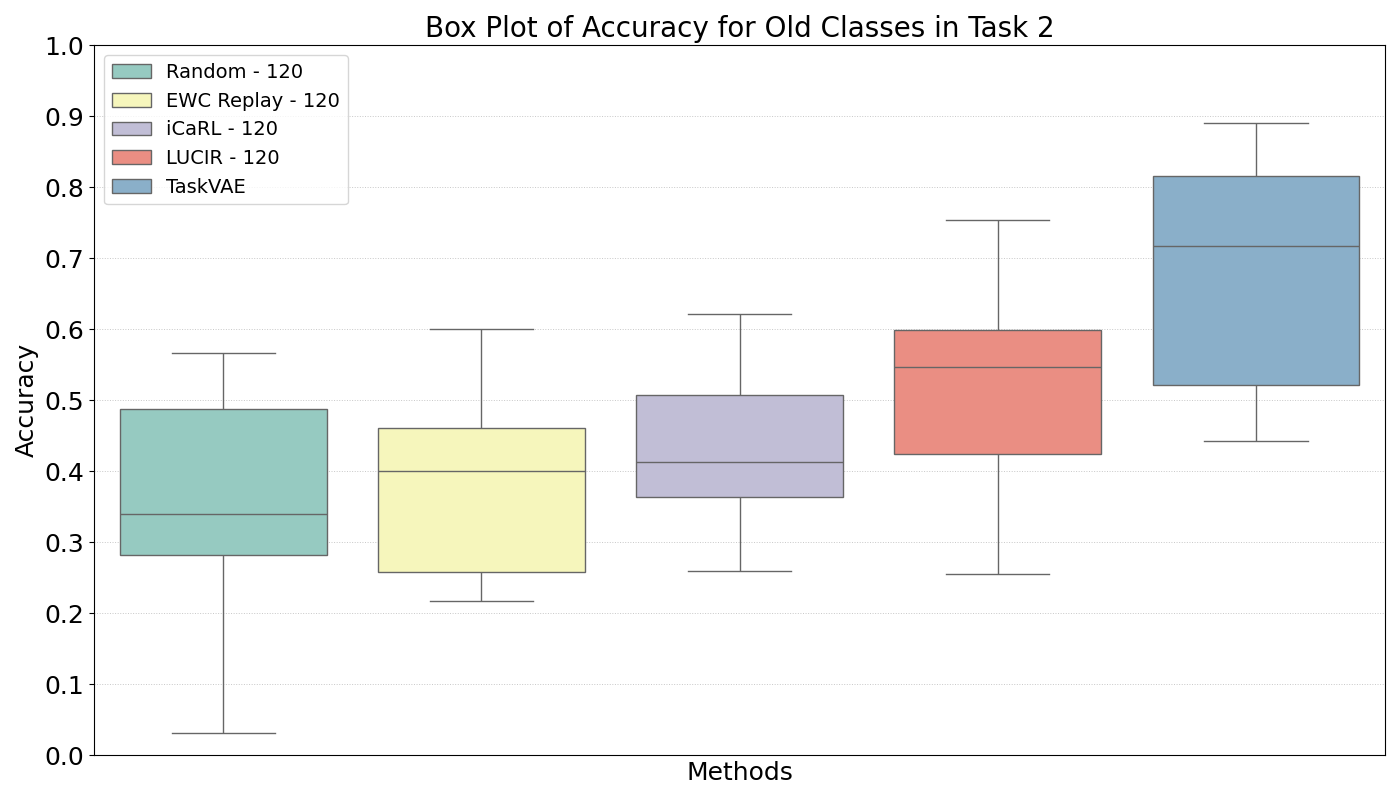 Box Plot of Accuracy for Old Classes in Task 2
1.0
0.9
0.8
0.7
0.6
0.5
0.4
0.3
0.2
0.1
0.0
Accuracy
Random - 120
EWC Replay - 120
iCaRL - 120
LUCIR - 120
TaskVAE
Methods